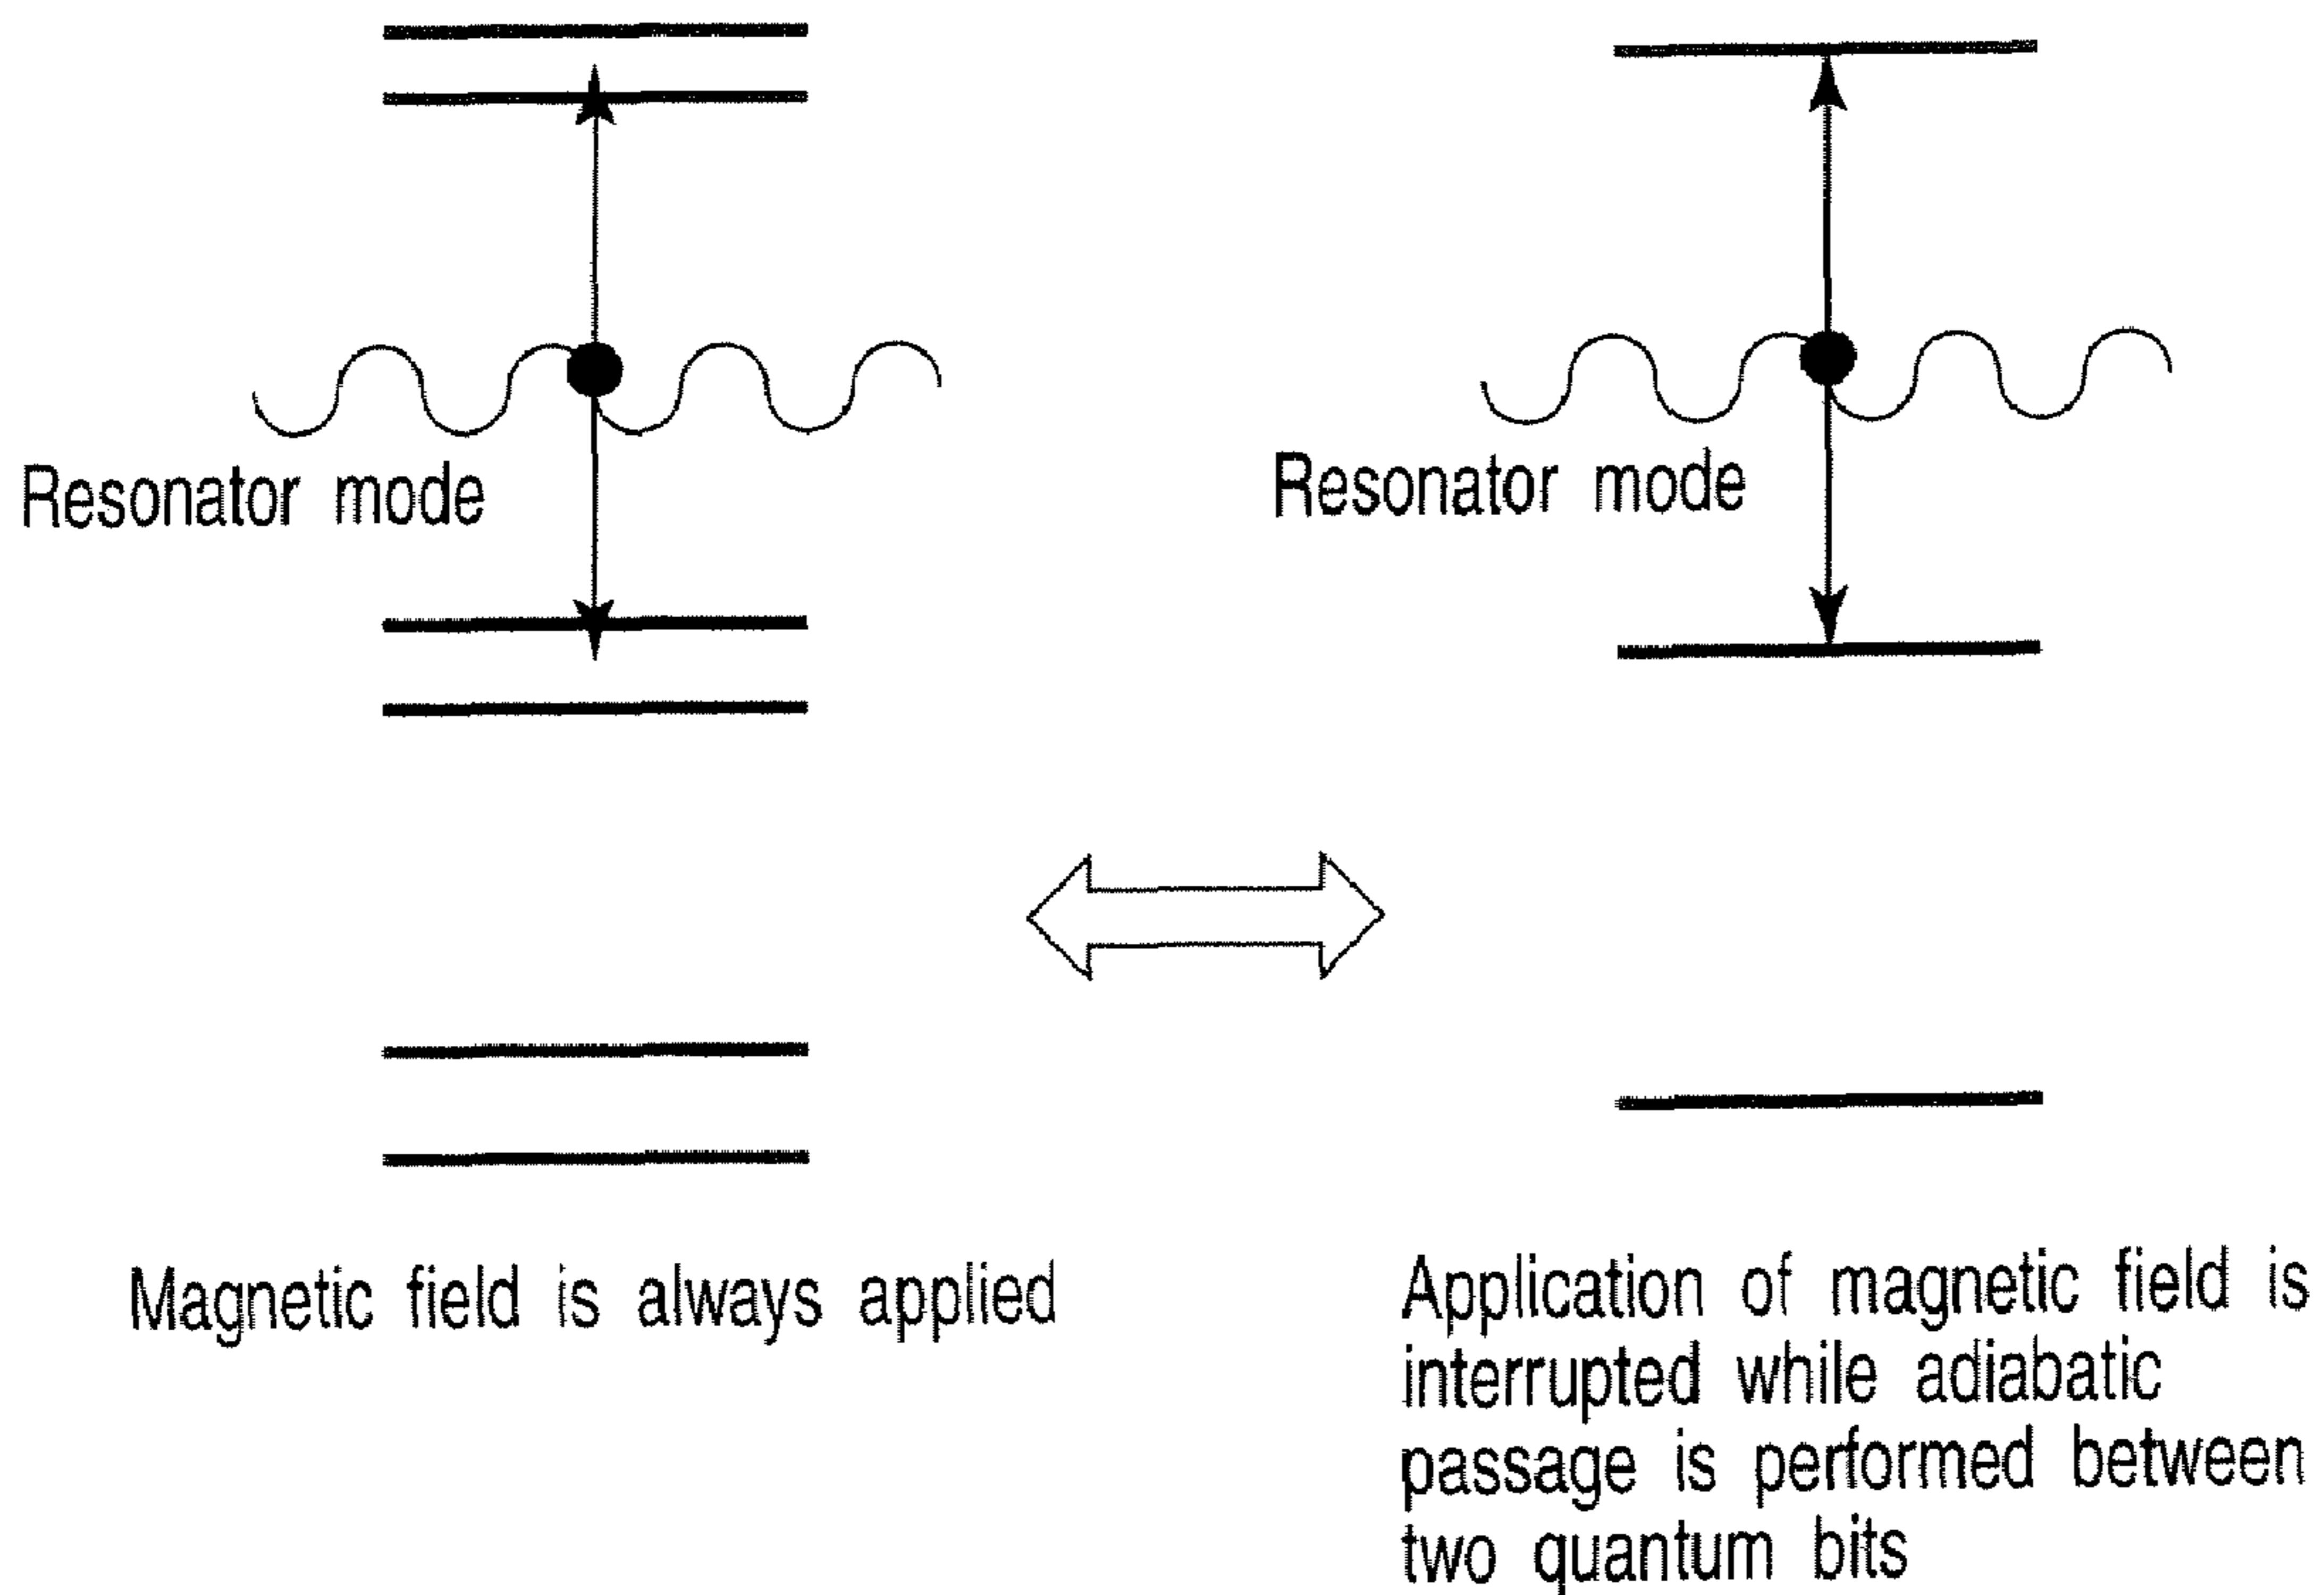 Resonator mode
Resonator mode
Magnetic field is always applied
Application of magnetic field is
interrupted while adiabatic
passage is performed between
two quantum bits